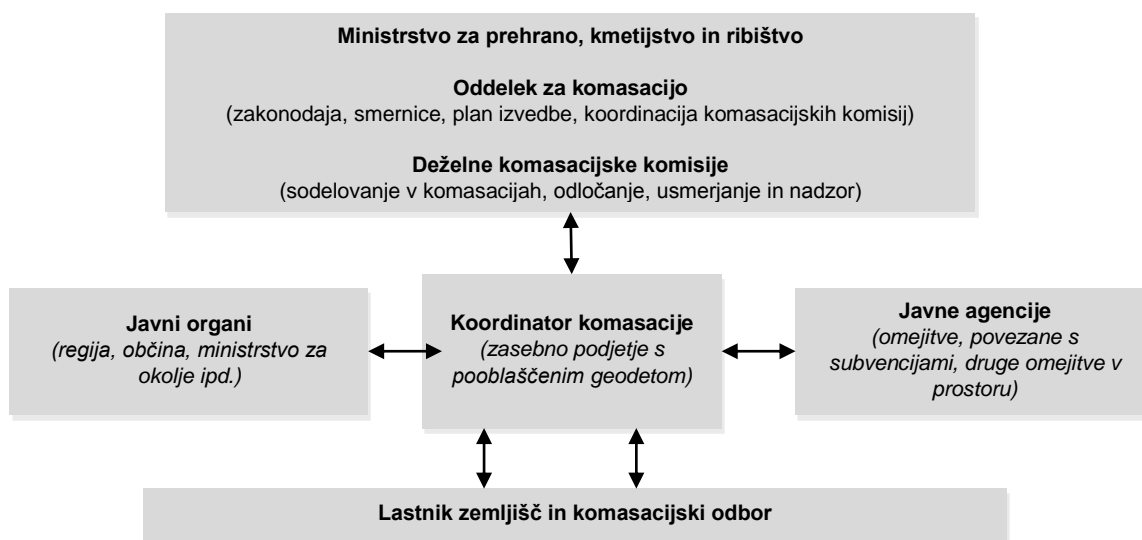 Ministrstvo za prehrano, kmetijstvo in ribištvo
Oddelek za komasacijo
(zakonodaja, smernice, plan izvedbe, koordinacija komasacijskih komisij)
Deželne komasacijske komisije
(sodelovanje v komasacijah, odločanje, usmerjanje in nadzor)
Javni organi
(regija, občina, ministrstvo za
okolje ipd.)
Koordinator komasacije
(zasebno podjetje s
pooblaščenim geodetom)
Javne agencije
(omejitve, povezane s
subvencijami, druge omejitve v
prostoru)
Lastnik zemljišč in komasacijski odbor